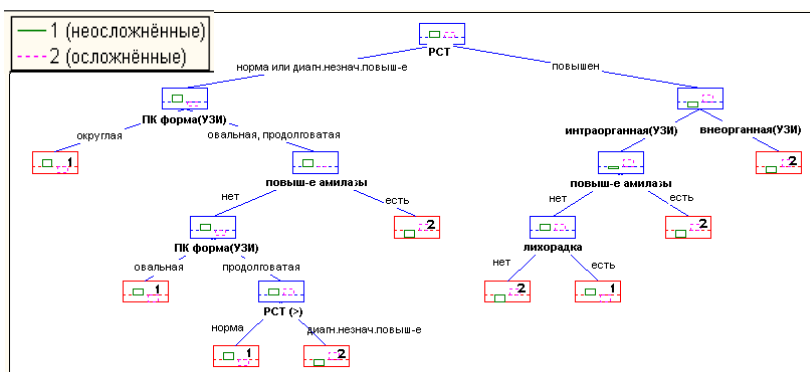 1 (неосложнённые)
2 (осложнённые)
РСТ
норма или диагн.незнач.повыш-е
повышен
ПК форма(УЗИ)
округлая
овальная, продолговатая
интраорганная(УЗИ)
внеорганная(УЗИ)
1
2
повыш-е амилазы
повыш-е амилазы
нет
есть
нет
есть
2
2
ПК форма(УЗИ)
лихорадка
овальная
продолговатая
нет
есть
1
2
1
РСТ (>)
норма
диагн.незнач.повыш-е
1
2